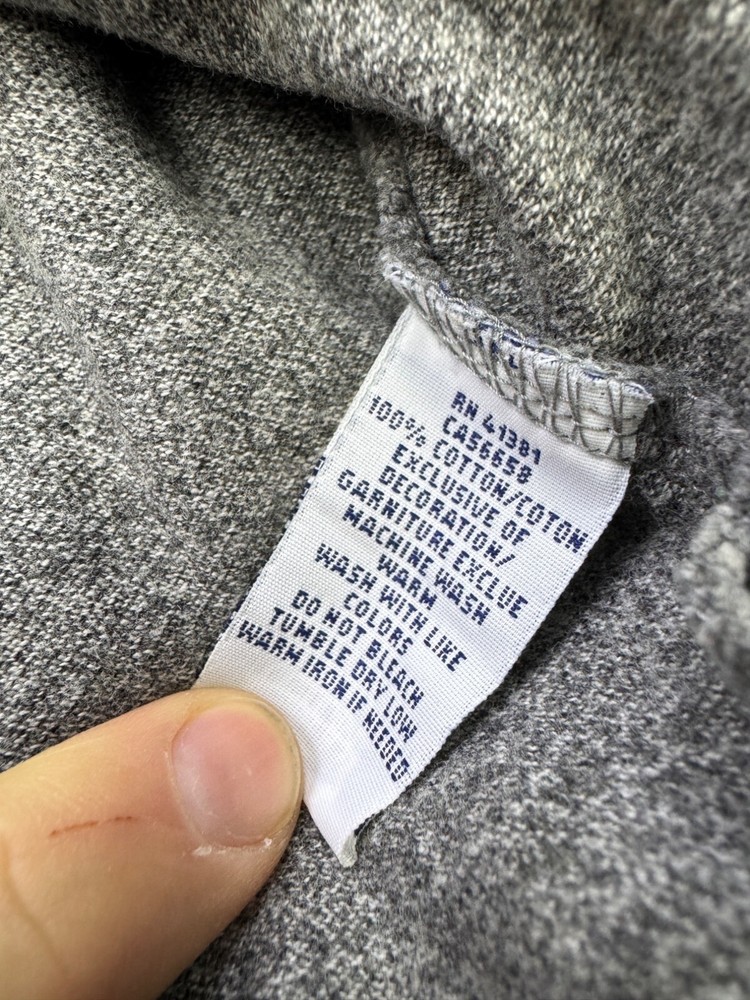 RN 41381
CA56658
100% COTTON/COTON
EXCLUSIVE OF
DECORATION/
GARNITURE EXCLUE
MACHINE WASH
WARM
WASH WITH LIKE
COLORS
DO NOT BLEACH
TUMBLE DRY LOW
WARM IRON IF NEEDED